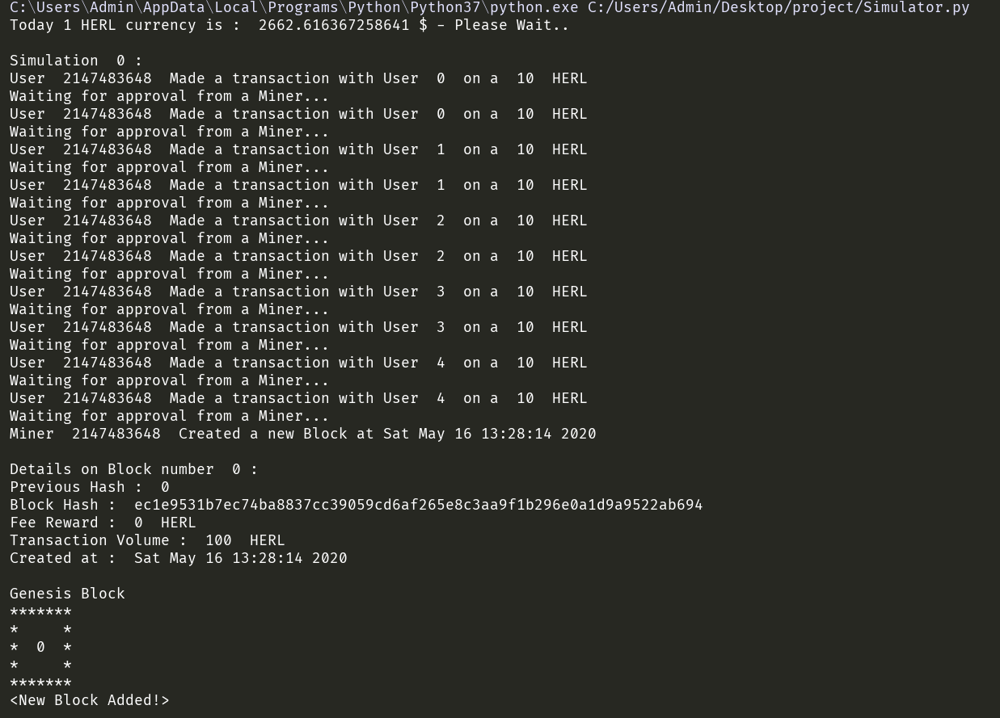 C:\Users\Admin\AppData\Local\Programs\Python\Python37\python.exe C:/Users/Admin/Desktop/project/Simulator.py
Today 1 HERL currency is :  2662.616367258641 $ - Please Wait..

Simulation  0 :
User  2147483648  Made a transaction with User  0  on a  10  HERL
Waiting for approval from a Miner...
User  2147483648  Made a transaction with User  0  on a  10  HERL
Waiting for approval from a Miner...
User  2147483648  Made a transaction with User  1  on a  10  HERL
Waiting for approval from a Miner...
User  2147483648  Made a transaction with User  1  on a  10  HERL
Waiting for approval from a Miner...
User  2147483648  Made a transaction with User  2  on a  10  HERL
Waiting for approval from a Miner...
User  2147483648  Made a transaction with User  2  on a  10  HERL
Waiting for approval from a Miner...
User  2147483648  Made a transaction with User  3  on a  10  HERL
Waiting for approval from a Miner...
User  2147483648  Made a transaction with User  3  on a  10  HERL
Waiting for approval from a Miner...
User  2147483648  Made a transaction with User  4  on a  10  HERL
Waiting for approval from a Miner...
User  2147483648  Made a transaction with User  4  on a  10  HERL
Waiting for approval from a Miner...
Miner  2147483648  Created a new Block at Sat May 16 13:28:14 2020

Details on Block number  0 :
Previous Hash :  0
Block Hash :  ec1e9531b7ec74ba8837cc39059cd6af265e8c3aa9f1b296e0a1d9a9522ab694
Fee Reward :  0  HERL
Transaction Volume :  100  HERL
Created at :  Sat May 16 13:28:14 2020

Genesis Block
*******
*     *
*  0  *
*     *
*******
<New Block Added!>